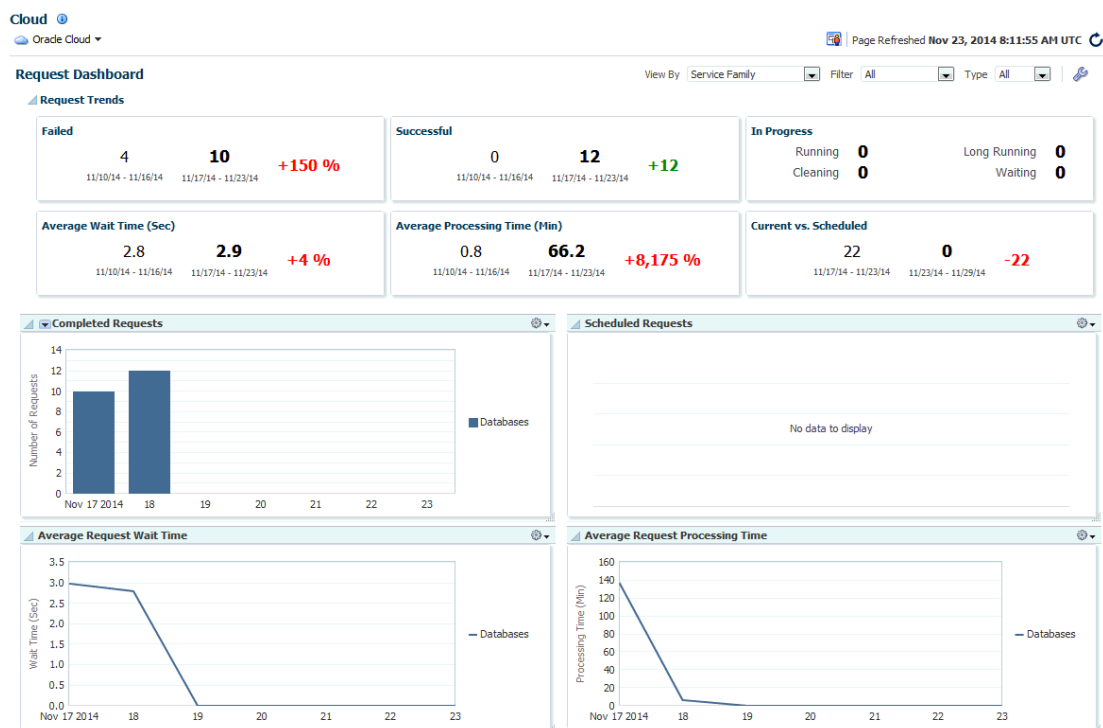 Cloud
Oracle Cloud
Page Refreshed Nov 23, 2014 8:11:55 AM UTC
Request Dashboard
View By Service Family Filter All Type All
Request Trends
Failed
4 10 +150 %
11/10/14 - 11/16/14 11/17/14 - 11/23/14
Successful
0 12 +12
11/10/14 - 11/16/14 11/17/14 - 11/23/14
In Progress
Running 0 Long Running 0
Cleaning 0 Waiting 0
Average Wait Time (Sec)
2.8 2.9 +4 %
11/10/14 - 11/16/14 11/17/14 - 11/23/14
Average Processing Time (Min)
0.8 66.2 +8,175 %
11/10/14 - 11/16/14 11/17/14 - 11/23/14
Current vs. Scheduled
22 0 -22
11/17/14 - 11/23/14 11/23/14 - 11/29/14
Completed Requests
Number of Requests
14
12
10
8
6
4
2
0
Nov 17 2014 18 19 20 21 22 23
Databases
Scheduled Requests
No data to display
Average Request Wait Time
Wait Time (Sec)
3.5
3.0
2.5
2.0
1.5
1.0
0.5
0.0
Nov 17 2014 18 19 20 21 22 23
Databases
Average Request Processing Time
Processing Time (Min)
160
140
120
100
80
60
40
20
0
Nov 17 2014 18 19 20 21 22 23
Databases